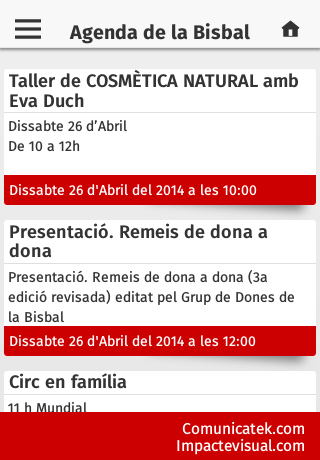 Agenda de la Bisbal
Taller de COSMÈTICA NATURAL amb
Eva Duch
Dissabte 26 d’Abril
De 10 a 12h
Dissabte 26 d'Abril del 2014 a les 10:00
Presentació. Remeis de dona a
dona
Presentació. Remeis de dona a dona (3a
edició revisada) editat pel Grup de Dones de
la Bisbal
Dissabte 26 d'Abril del 2014 a les 12:00
Circ en família
11 h Mundial
Comunicatek.com
Impactevisual.com